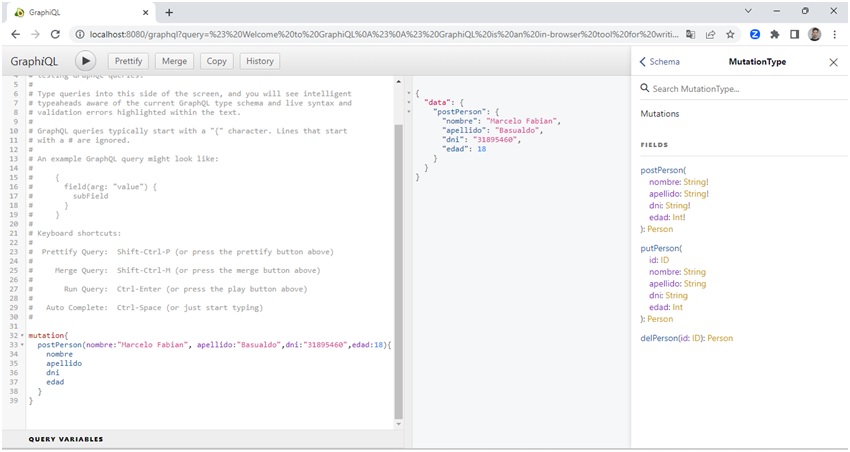 GraphiQL
localhost:8080/graphql?query=%23%20Welcome%20to%20GraphiQL%0A%23%0A%23%20GraphiQL%20is%20an%20in-browser%20tool%20for%20writi...
GraphiQL
Prettify
Merge
Copy
History
4 # testing GraphQL queries.
5 #
6 # Type queries into this side of the screen, and you will see intelligent
7 # typeaheads aware of the current GraphQL type schema and live syntax and
8 # validation errors highlighted within the text.
9 #
10 # GraphQL queries typically start with a "{" character. Lines that start
11 # with a # are ignored.
12 #
13 # An example GraphQL query might look like:
14 #
15 #     {
16 #       field(arg: "value") {
17 #         subField
18 #       }
19 #     }
20 #
21 # Keyboard shortcuts:
22 #
23 #  Prettify Query:  Shift-Ctrl-P (or press the prettify button above)
24 #
25 #     Merge Query:  Shift-Ctrl-M (or press the merge button above)
26 #
27 #       Run Query:  Ctrl-Enter (or press the play button above)
28 #
29 #   Auto Complete:  Ctrl-Space (or just start typing)
30 #
31
32 mutation{
33   postPerson(nombre:"Marcelo Fabian", apellido:"Basualdo",dni:"31895460",edad:18){
34     nombre
35     apellido
36     dni
37     edad
38   }
39 }
QUERY VARIABLES
{
  "data": {
    "postPerson": {
      "nombre": "Marcelo Fabian",
      "apellido": "Basualdo",
      "dni": "31895460",
      "edad": 18
    }
  }
}
Schema
MutationType
Search MutationType...
Mutations
FIELDS
postPerson(
nombre: String!
apellido: String!
dni: String!
edad: Int!
): Person
putPerson(
id: ID
nombre: String
apellido: String
dni: String
edad: Int
): Person
delPerson(id: ID): Person